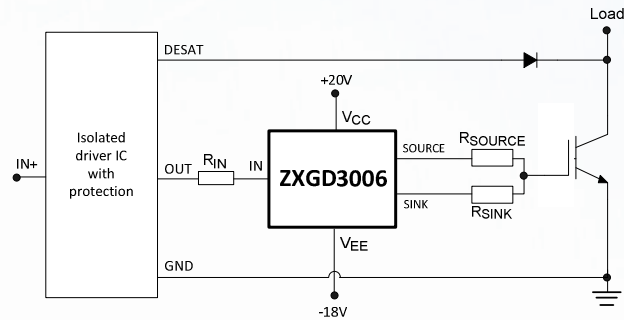 Load
DESAT
+20V
VCC
Isolated
driver IC
with
protection
IN+
OUT
RIN
IN
ZXGD3006
SOURCE
RSOURCE
SINK
RSINK
VEE
GND
-18V